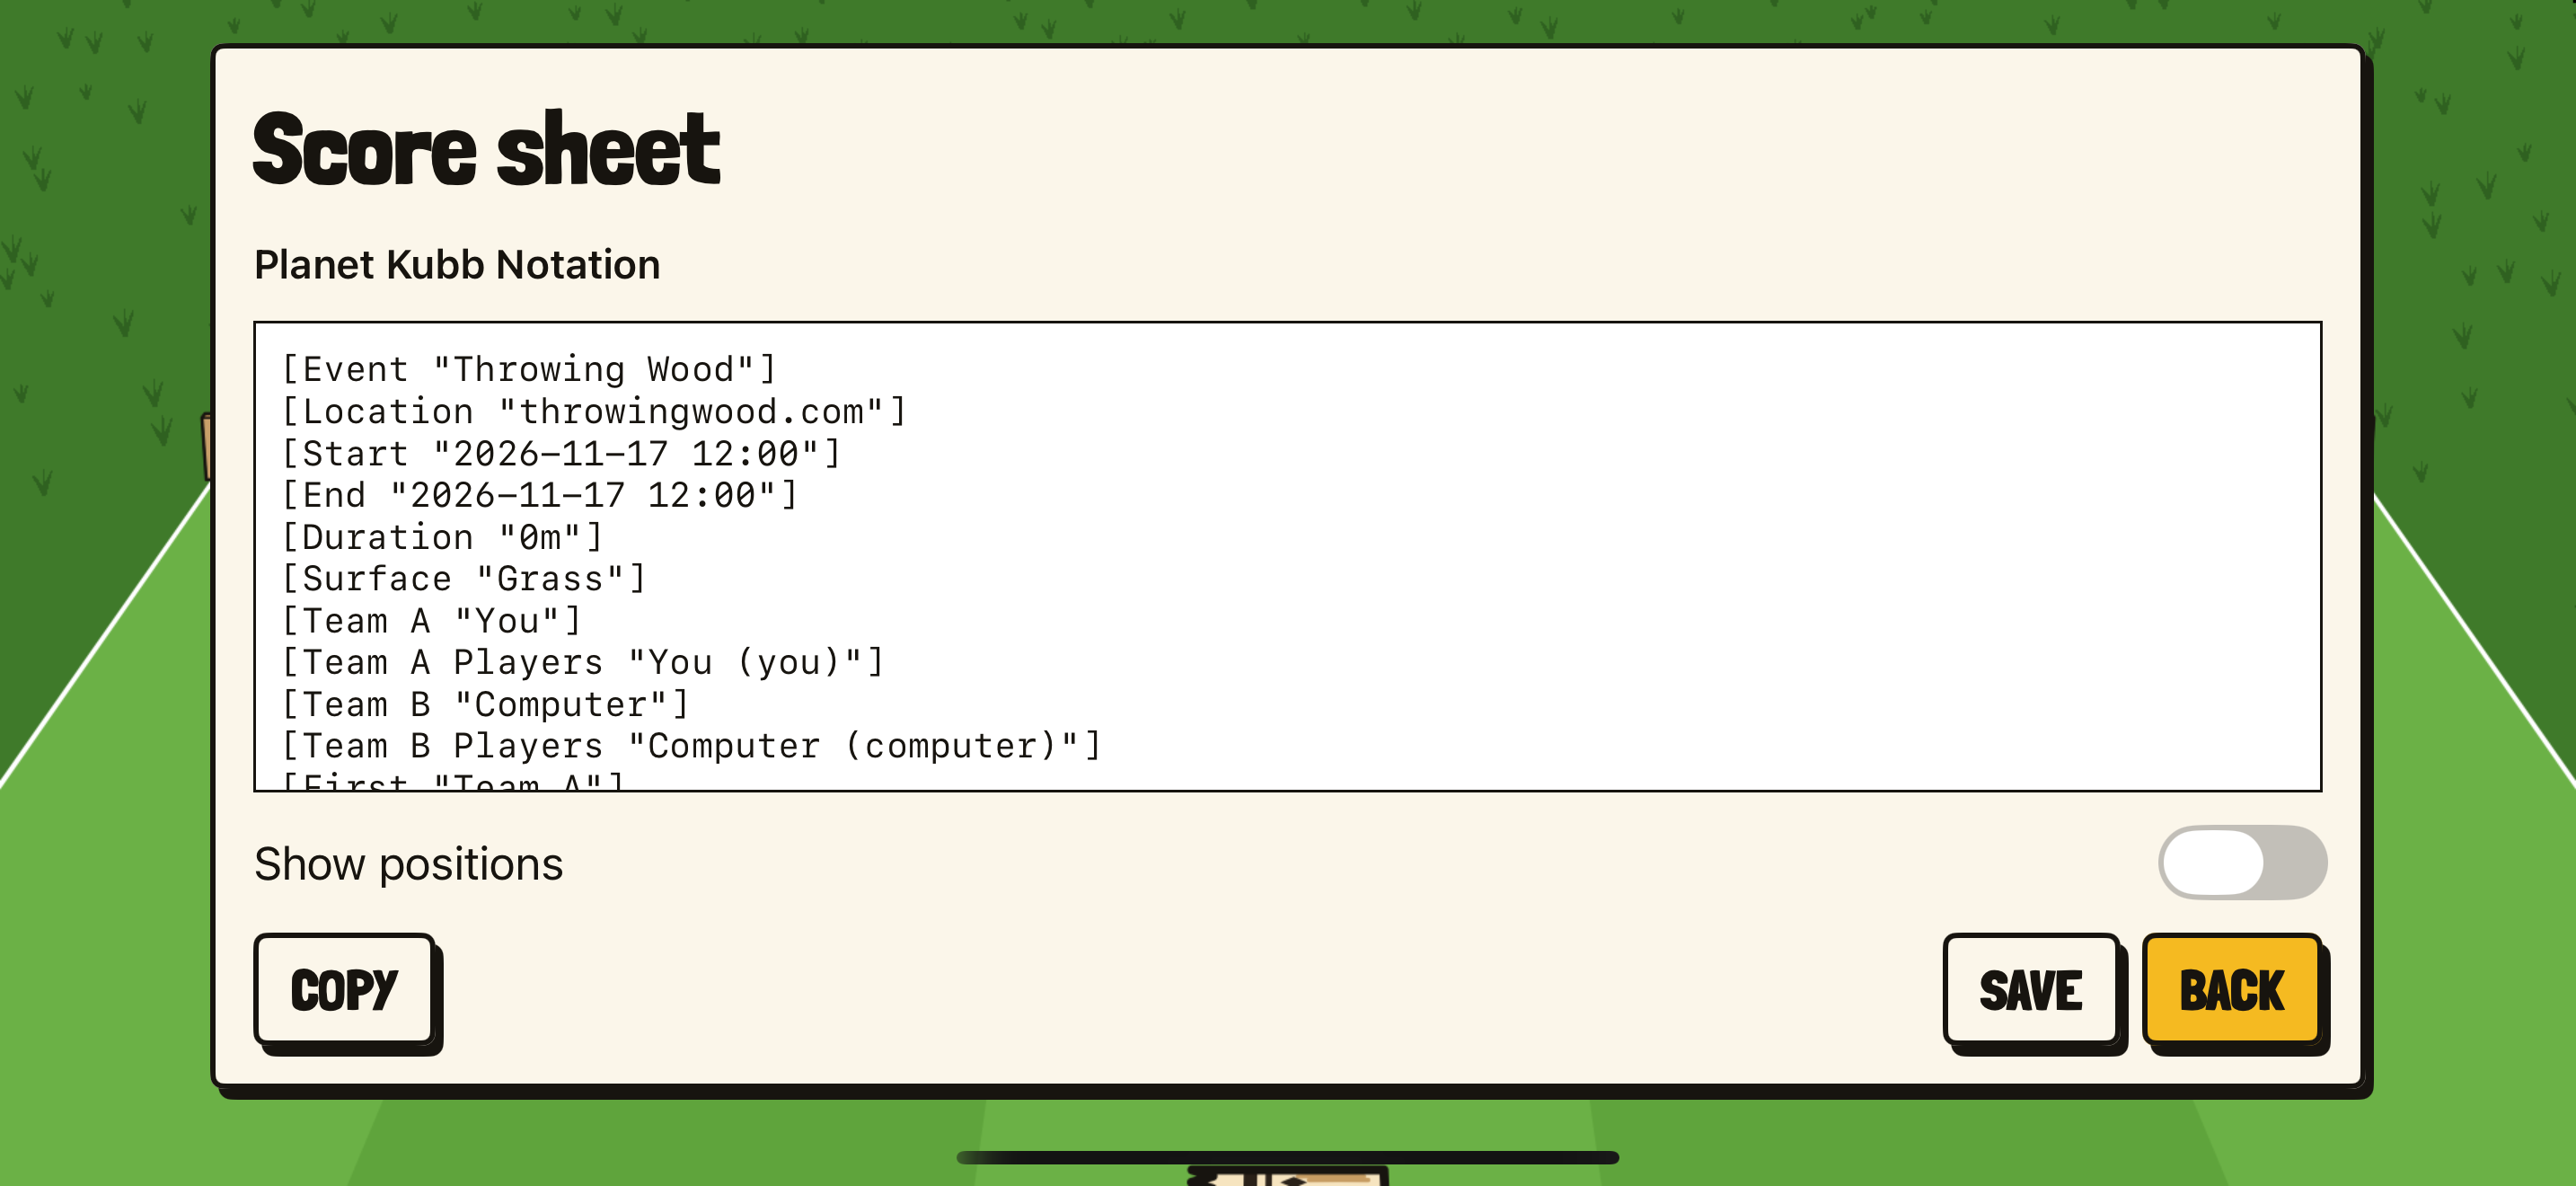 Score sheet
Planet Kubb Notation
[Event "Throwing Wood"]
[Location "throwingwood.com"]
[Start "2026-11-17 12:00"]
[End "2026-11-17 12:00"]
[Duration "0m"]
[Surface "Grass"]
[Team A "You"]
[Team A Players "You (you)"]
[Team B "Computer"]
[Team B Players "Computer (computer)"]
[First "Team A"]
Show positions
COPY
SAVE
BACK